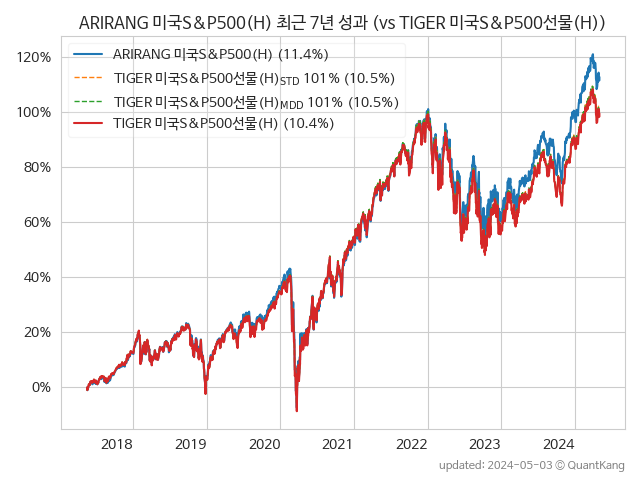 ARIRANG 미국S&P500(H) 최근 7년 성과 (vs TIGER 미국S&P500선물(H))
ARIRANG 미국S&P500(H) (11.4%)
TIGER 미국S&P500선물(H)STD 101% (10.5%)
TIGER 미국S&P500선물(H)MDD 101% (10.5%)
TIGER 미국S&P500선물(H) (10.4%)
120%
100%
80%
60%
40%
20%
0%
2018 2019 2020 2021 2022 2023 2024
updated: 2024-05-03 © QuantKang